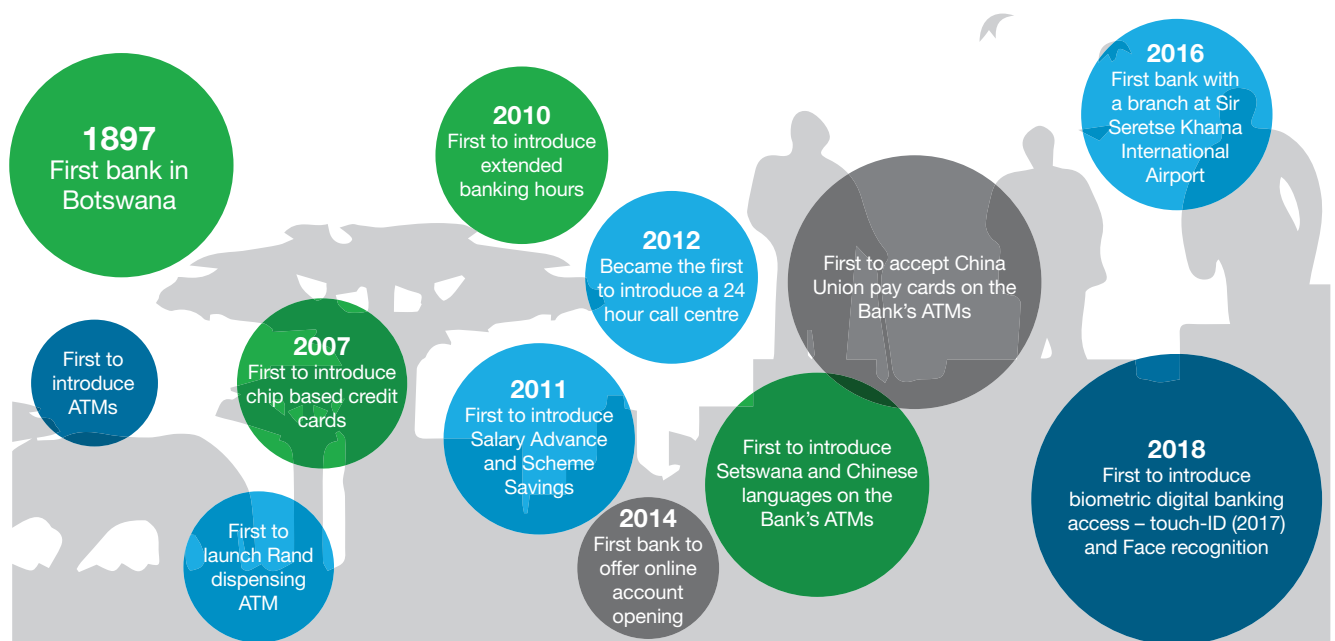 1897
First bank in
Botswana
First to
introduce
ATMs
2007
First to introduce
chip based credit
cards
First to
launch Rand
dispensing
ATM
2010
First to introduce
extended
banking hours
2011
First to introduce
Salary Advance
and Scheme
Savings
2012
Became the first
to introduce a 24
hour call centre
2014
First bank to
offer online
account
opening
First to accept China
Union pay cards on the
Bank’s ATMs
First to introduce
Setswana and Chinese
languages on the
Bank’s ATMs
2016
First bank with
a branch at Sir
Seretse Khama
International
Airport
2018
First to introduce
biometric digital banking
access – touch-ID (2017)
and Face recognition